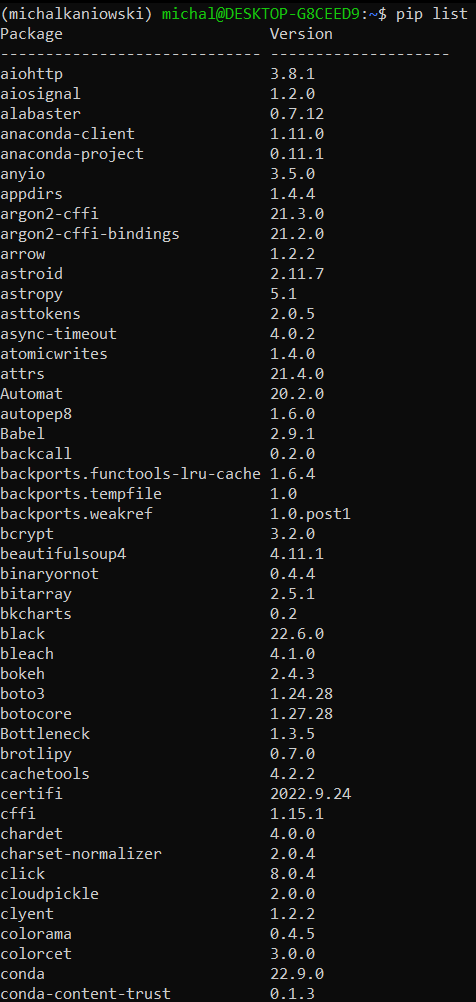 (michalkaniowski) michal@DESKTOP-G8CEED9:~$ pip list
Package                       Version
----------------------------- --------------------
aiohttp                       3.8.1
aiosignal                     1.2.0
alabaster                     0.7.12
anaconda-client               1.11.0
anaconda-project              0.11.1
anyio                         3.5.0
appdirs                       1.4.4
argon2-cffi                   21.3.0
argon2-cffi-bindings          21.2.0
arrow                         1.2.2
astroid                       2.11.7
astropy                       5.1
asttokens                     2.0.5
async-timeout                 4.0.2
atomicwrites                  1.4.0
attrs                         21.4.0
Automat                       20.2.0
autopep8                      1.6.0
Babel                         2.9.1
backcall                      0.2.0
backports.functools-lru-cache 1.6.4
backports.tempfile            1.0
backports.weakref             1.0.post1
bcrypt                        3.2.0
beautifulsoup4                4.11.1
binaryornot                   0.4.4
bitarray                      2.5.1
bkcharts                      0.2
black                         22.6.0
bleach                        4.1.0
bokeh                         2.4.3
boto3                         1.24.28
botocore                      1.27.28
Bottleneck                    1.3.5
brotlipy                      0.7.0
cachetools                    4.2.2
certifi                       2022.9.24
cffi                          1.15.1
chardet                       4.0.0
charset-normalizer            2.0.4
click                         8.0.4
cloudpickle                   2.0.0
clyent                        1.2.2
colorama                      0.4.5
colorcet                      3.0.0
conda                         22.9.0
conda-content-trust           0.1.3